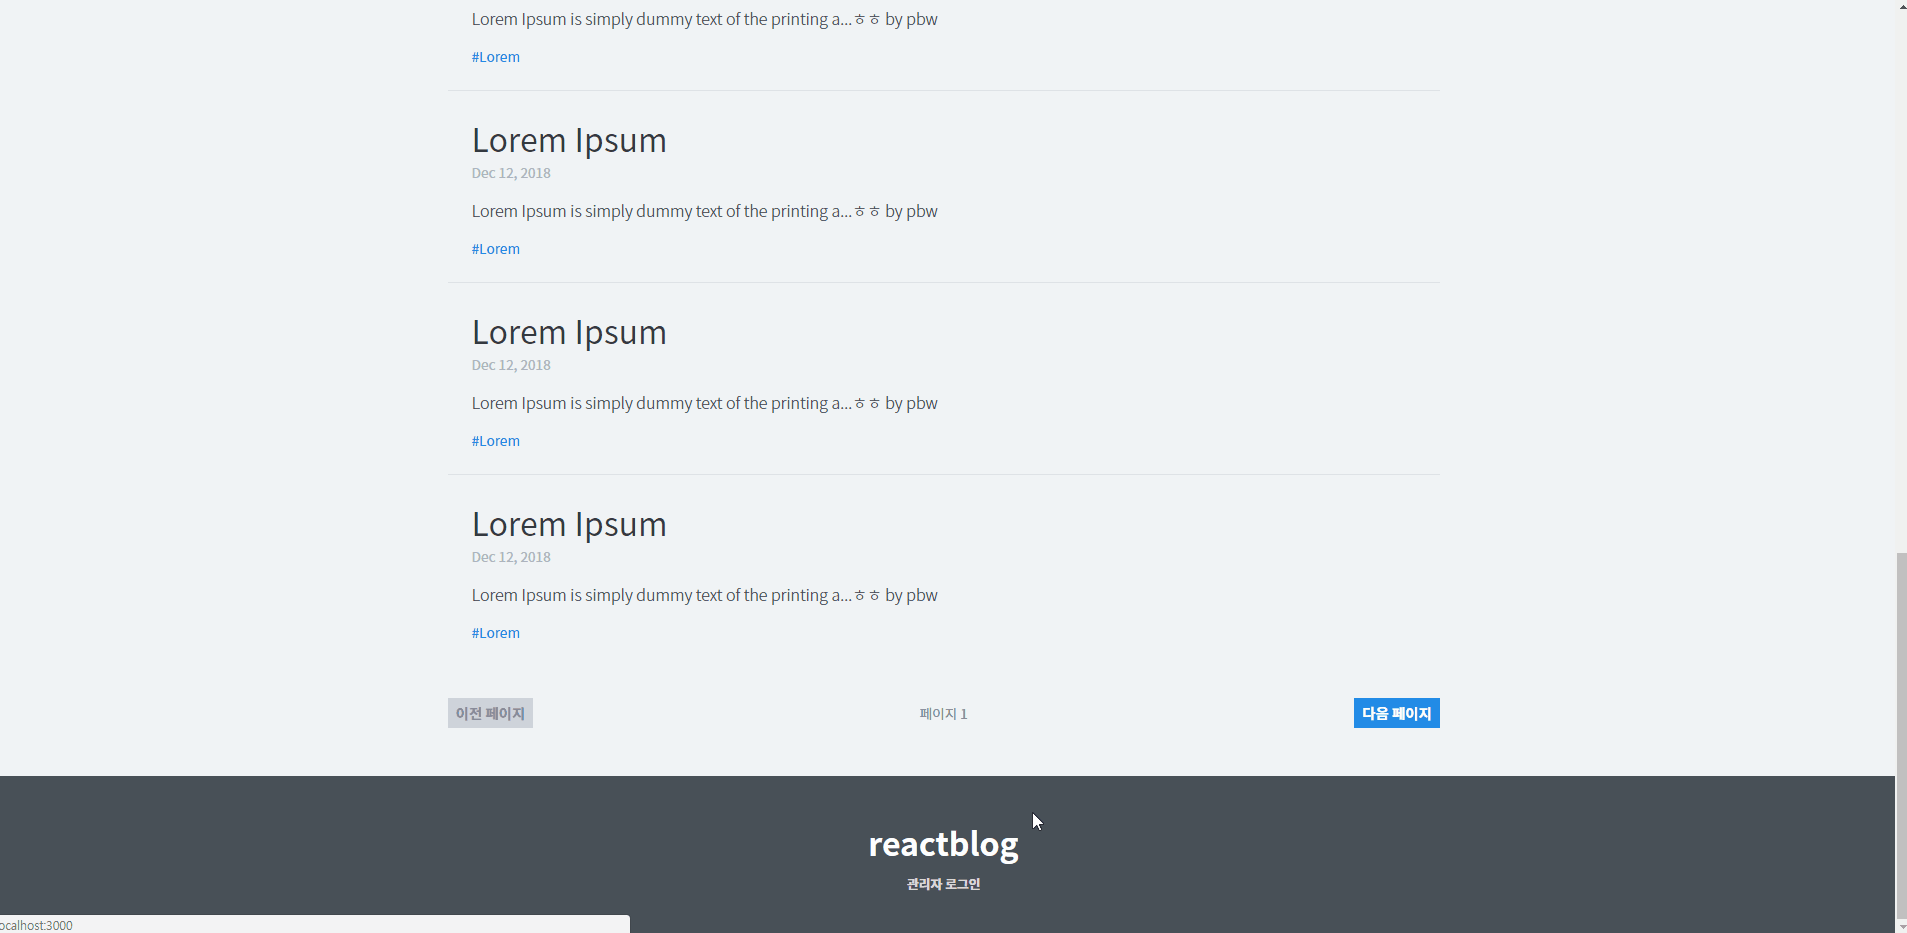 Lorem Ipsum is simply dummy text of the printing a...ㅎㅎ by pbw
#Lorem
Lorem Ipsum
Dec 12, 2018
Lorem Ipsum is simply dummy text of the printing a...ㅎㅎ by pbw
#Lorem
Lorem Ipsum
Dec 12, 2018
Lorem Ipsum is simply dummy text of the printing a...ㅎㅎ by pbw
#Lorem
Lorem Ipsum
Dec 12, 2018
Lorem Ipsum is simply dummy text of the printing a...ㅎㅎ by pbw
#Lorem
이전 페이지 페이지 1 다음 페이지
reactblog
관리자 로그인
ocalhost:3000